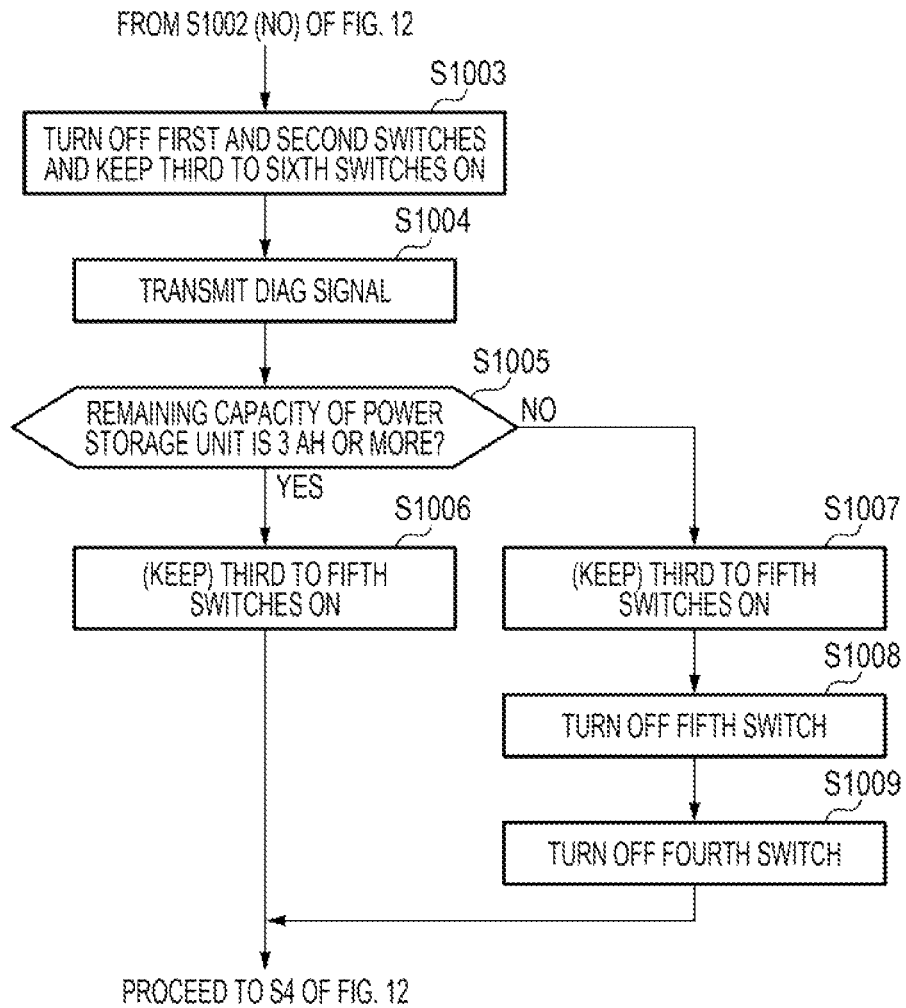 FROM S1002 (NO) OF FIG. 12
S1003
TURN OFF FIRST AND SECOND SWITCHES
AND KEEP THIRD TO SIXTH SWITCHES ON
S1004
TRANSMIT DIAG SIGNAL
S1005
REMAINING CAPACITY OF POWER
STORAGE UNIT IS 3 AH OR MORE?
NO
YES
S1006
(KEEP) THIRD TO FIFTH
SWITCHES ON
S1007
(KEEP) THIRD TO FIFTH
SWITCHES ON
S1008
TURN OFF FIFTH SWITCH
S1009
TURN OFF FOURTH SWITCH
PROCEED TO S4 OF FIG. 12